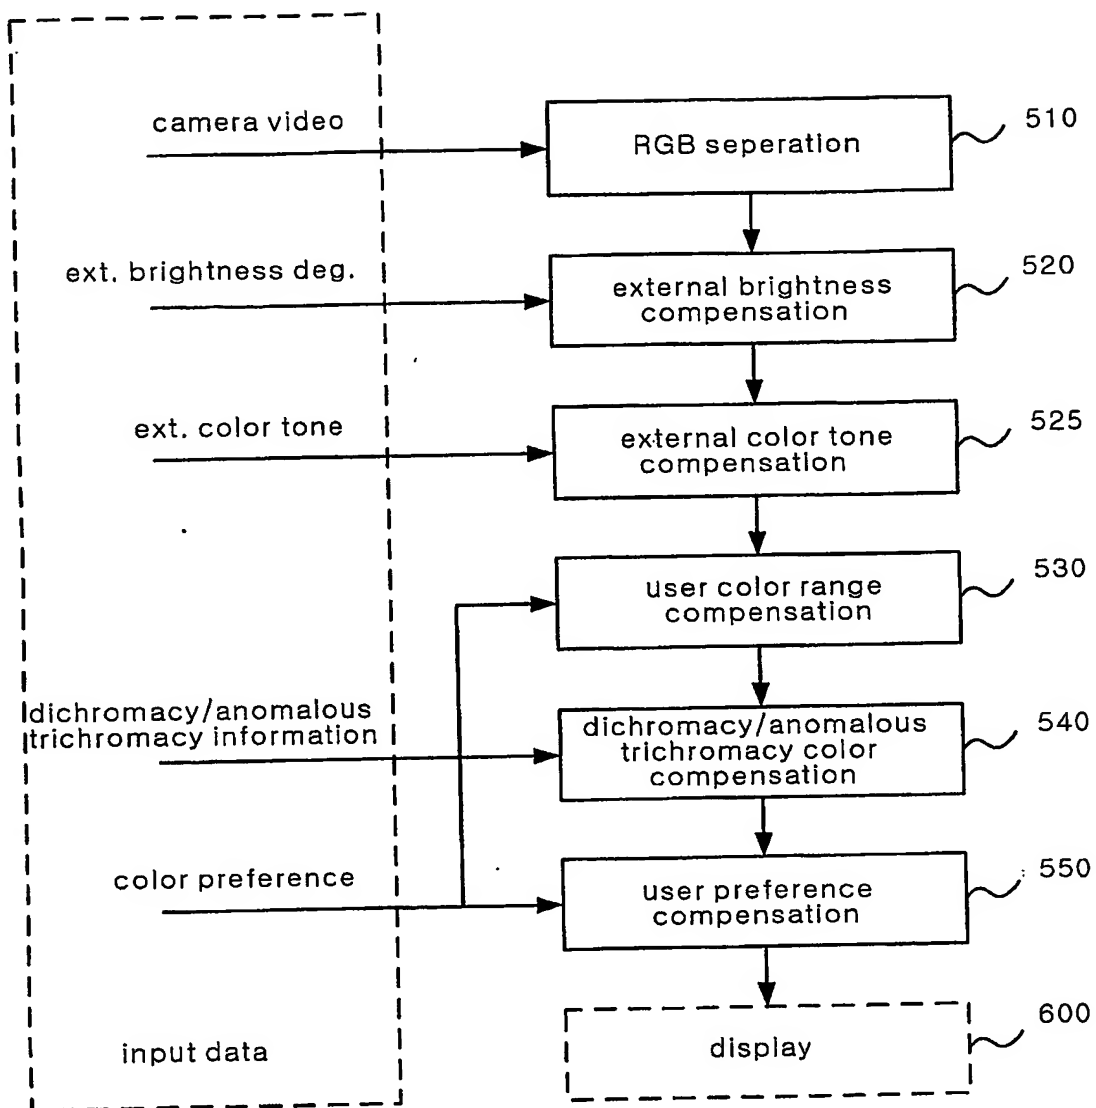 camera video
RGB seperation
510
ext. brightness deg.
external brightness
compensation
520
ext. color tone
external color tone
compensation
525
user color range
compensation
530
dichromacy/anomalous
trichromacy information
dichromacy/anomalous
trichromacy color
compensation
540
color preference
user preference
compensation
550
input data
display
600